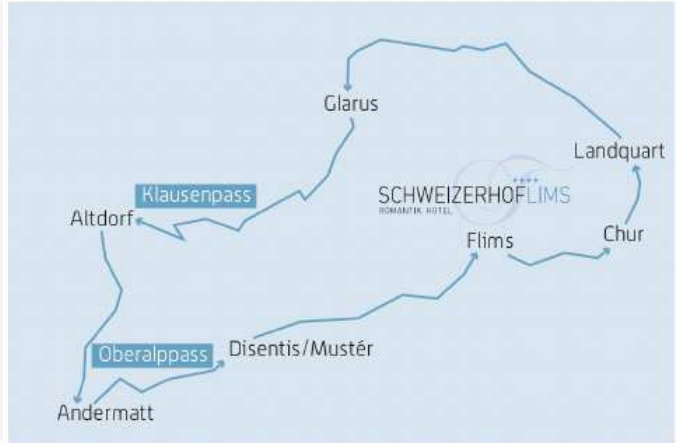 Glarus
Landquart
Klausenpass
SCHWEIZERHOFFLIMS
ROMANTIK HOTEL
Altdorf
Flims
Chur
Oberalppass
Disentis/Mustér
Andermatt